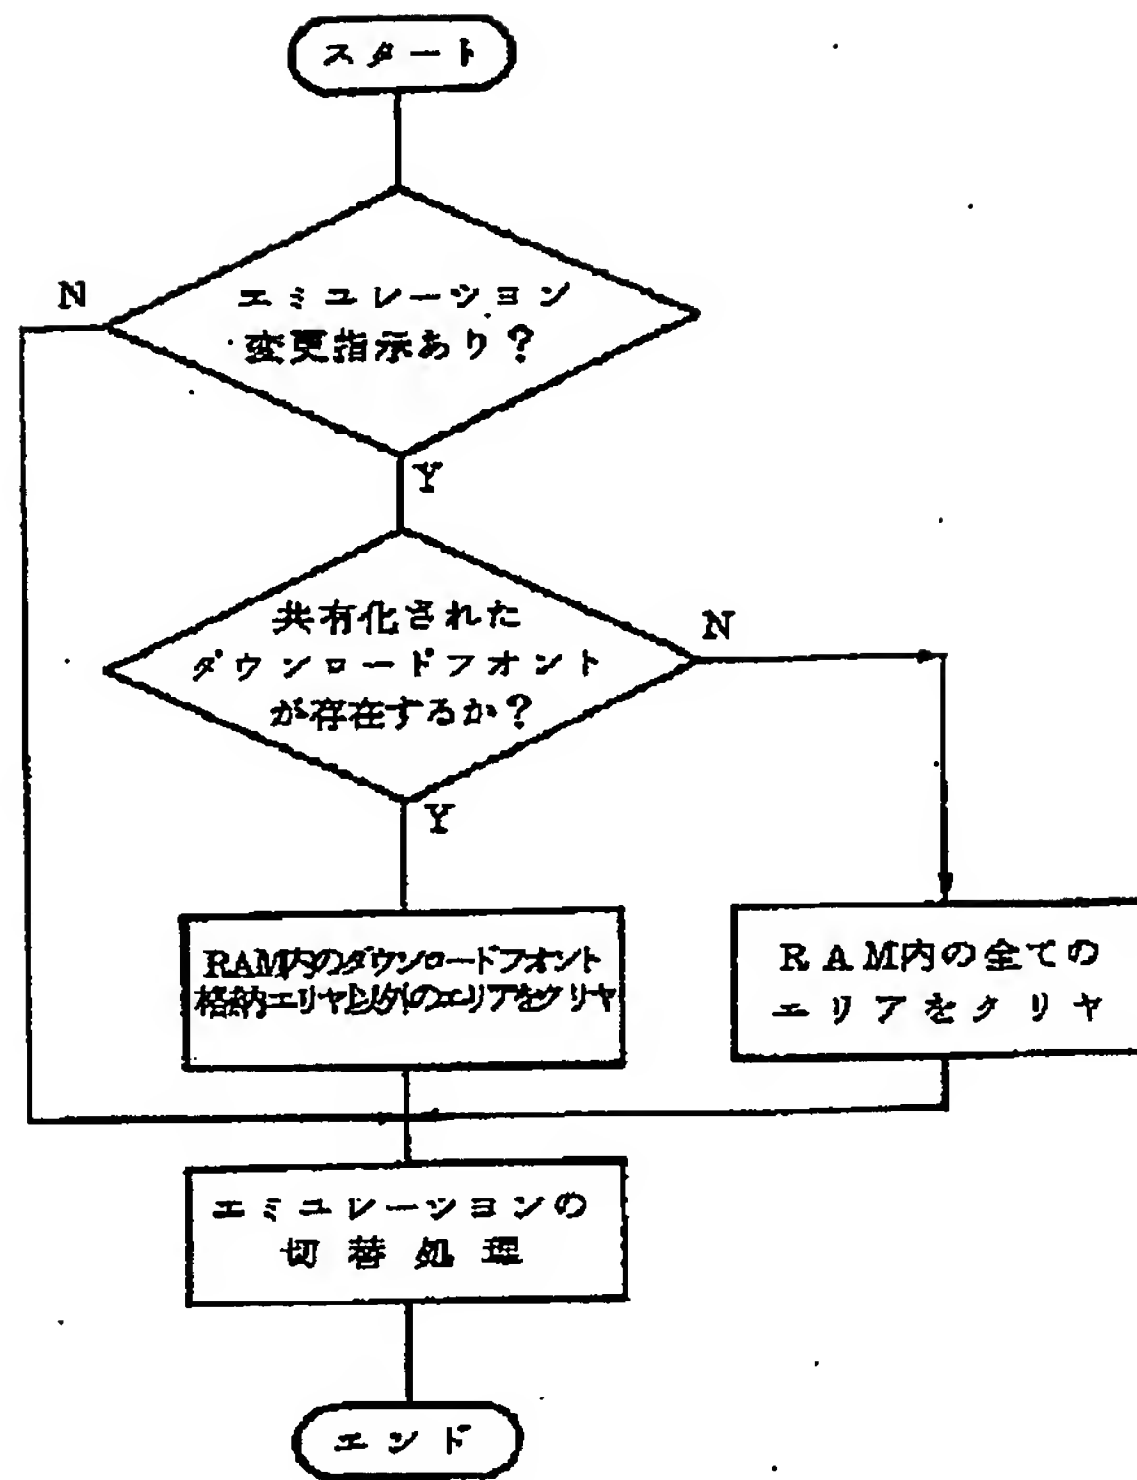 スタート
N
エミュレーション
変更指示あり？
Y
共有化された
ダウンロードフォント
が存在するか？
N
Y
RAM内のダウンロードフォント
格納エリヤ以外のエリアをクリヤ
RAM内の全ての
エリアをクリヤ
エミュレーションの
切替処理
エンド